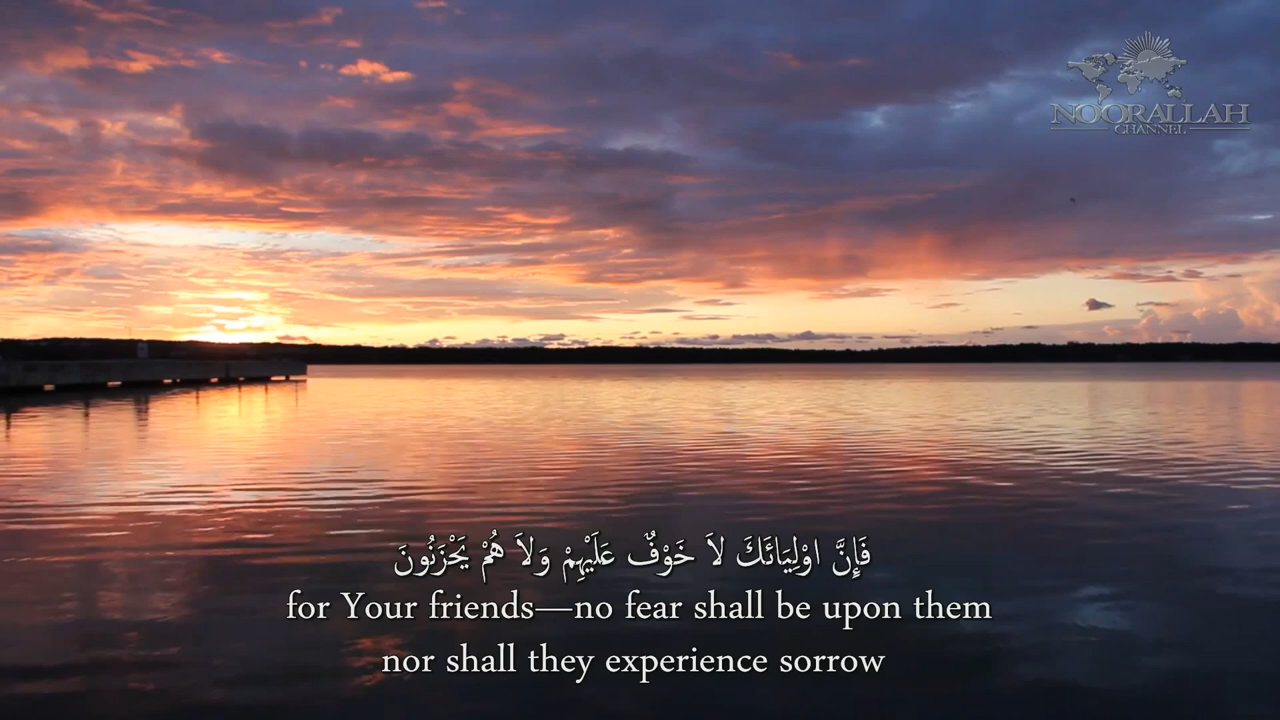 NOORALLAH
CHANNEL
فَإِنَّ اوْلِيَائَكَ لاَ خَوْفٌ عَلَيْهِمْ وَلاَ هُمْ يَحْزَنُونَ
for Your friends—no fear shall be upon them
nor shall they experience sorrow